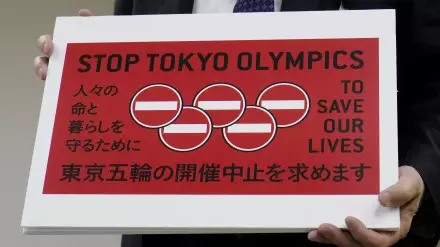 STOP TOKYO OLYMPICS
人々の
命と
暮らしを
守るために
TO
SAVE
OUR
LIVES
東京五輪の開催中止を求めます